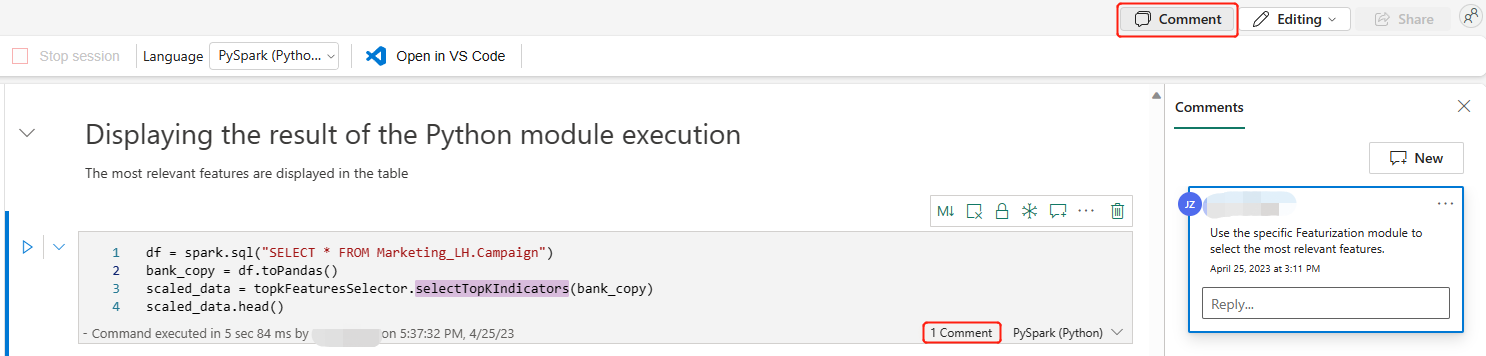 Comment Editing Share
Stop session Language PySpark (Pytho... Open in VS Code
Comments
Displaying the result of the Python module execution
The most relevant features are displayed in the table
New
M↓
JZ
Use the specific Featurization module to
select the most relevant features.
April 25, 2023 at 3:11 PM
Reply...
1 df = spark.sql("SELECT * FROM Marketing_LH.Campaign")
2 bank_copy = df.toPandas()
3 scaled_data = topkFeaturesSelector.selectTopKIndicators(bank_copy)
4 scaled_data.head()
- Command executed in 5 sec 84 ms by on 5:37:32 PM, 4/25/23 1 Comment PySpark (Python)